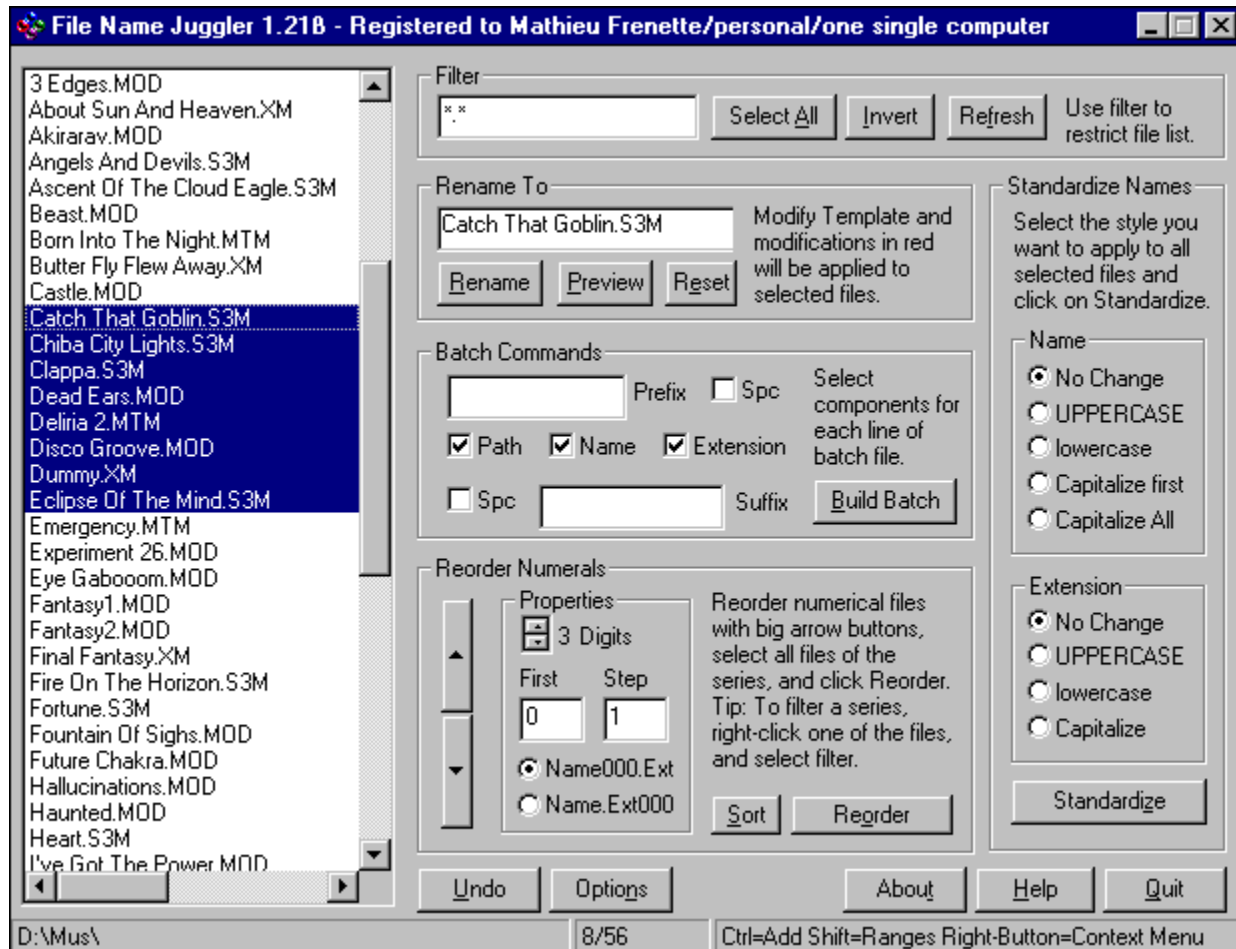 File Name Juggler 1.21ß - Registered to Mathieu Frenette/personal/one single computer
3 Edges.MOD
About Sun And Heaven.XM
Akirarav.MOD
Angels And Devils.S3M
Ascent Of The Cloud Eagle.S3M
Beast.MOD
Born Into The Night.MTM
Butter Fly Flew Away.XM
Castle.MOD
Catch That Goblin.S3M
Chiba City Lights.S3M
Clappa.S3M
Dead Ears.MOD
Deliria 2.MTM
Disco Groove.MOD
Dummy.XM
Eclipse Of The Mind.S3M
Emergency.MTM
Experiment 26.MOD
Eye Gabooom.MOD
Fantasy1.MOD
Fantasy2.MOD
Final Fantasy.XM
Fire On The Horizon.S3M
Fortune.S3M
Fountain Of Sighs.MOD
Future Chakra.MOD
Hallucinations.MOD
Haunted.MOD
Heart.S3M
I've Got The Power.MOD
Filter
*.*
Select All
Invert
Refresh
Use filter to
restrict file list.
Rename To
Catch That Goblin.S3M
Rename
Preview
Reset
Modify Template and
modifications in red
will be applied to
selected files.
Batch Commands
Prefix
Spc
Path
Name
Extension
Spc
Suffix
Select
components for
each line of
batch file.
Build Batch
Reorder Numerals
Properties
3 Digits
First
Step
0
1
Name000.Ext
Name.Ext000
Reorder numerical files
with big arrow buttons,
select all files of the
series, and click Reorder.
Tip: To filter a series,
right-click one of the files,
and select filter.
Sort
Reorder
Standardize Names
Select the style you
want to apply to all
selected files and
click on Standardize.
Name
No Change
UPPERCASE
lowercase
Capitalize first
Capitalize All
Extension
No Change
UPPERCASE
lowercase
Capitalize
Standardize
Undo
Options
About
Help
Quit
D:\Mus\
8/56
Ctrl=Add Shift=Ranges Right-Button=Context Menu